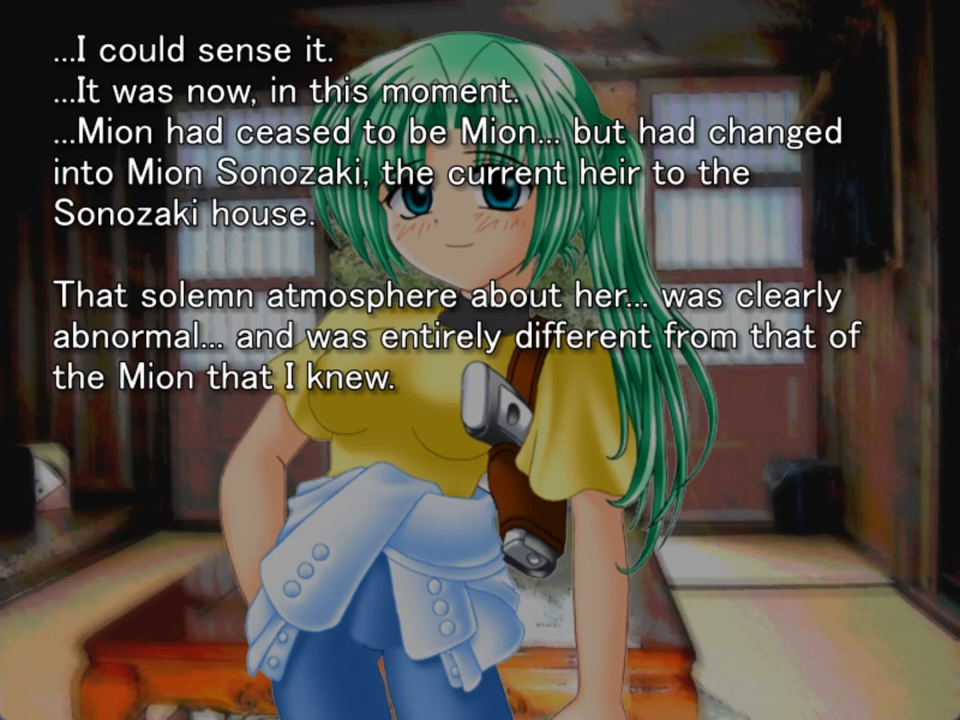 ...I could sense it.
...It was now, in this moment.
...Mion had ceased to be Mion... but had changed
into Mion Sonozaki, the current heir to the
Sonozaki house.
That solemn atmosphere about her... was clearly
abnormal... and was entirely different from that of
the Mion that I knew.